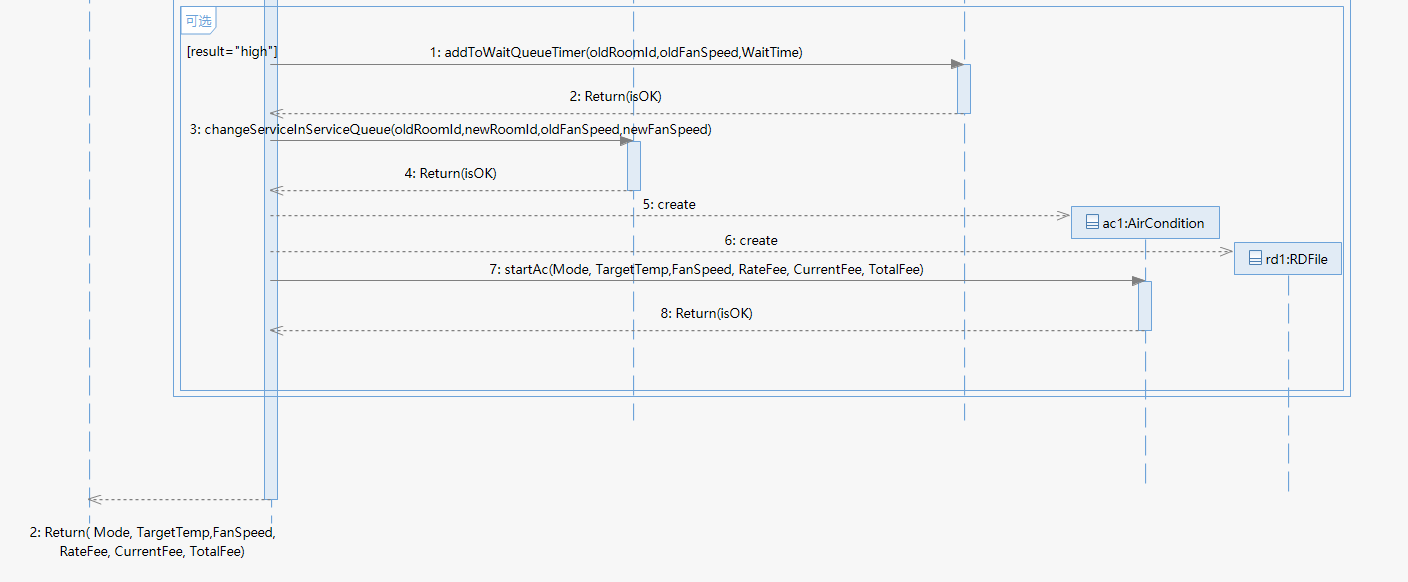 可选
[result="high"]
1: addToWaitQueueTimer(oldRoomId,oldFanSpeed,WaitTime)
2: Return(isOK)
3: changeServiceInServiceQueue(oldRoomId,newRoomId,oldFanSpeed,newFanSpeed)
4: Return(isOK)
5: create
ac1:AirCondition
6: create
rd1:RDFile
7: startAc(Mode, TargetTemp,FanSpeed, RateFee, CurrentFee, TotalFee)
8: Return(isOK)
2: Return( Mode, TargetTemp,FanSpeed,
RateFee, CurrentFee, TotalFee)